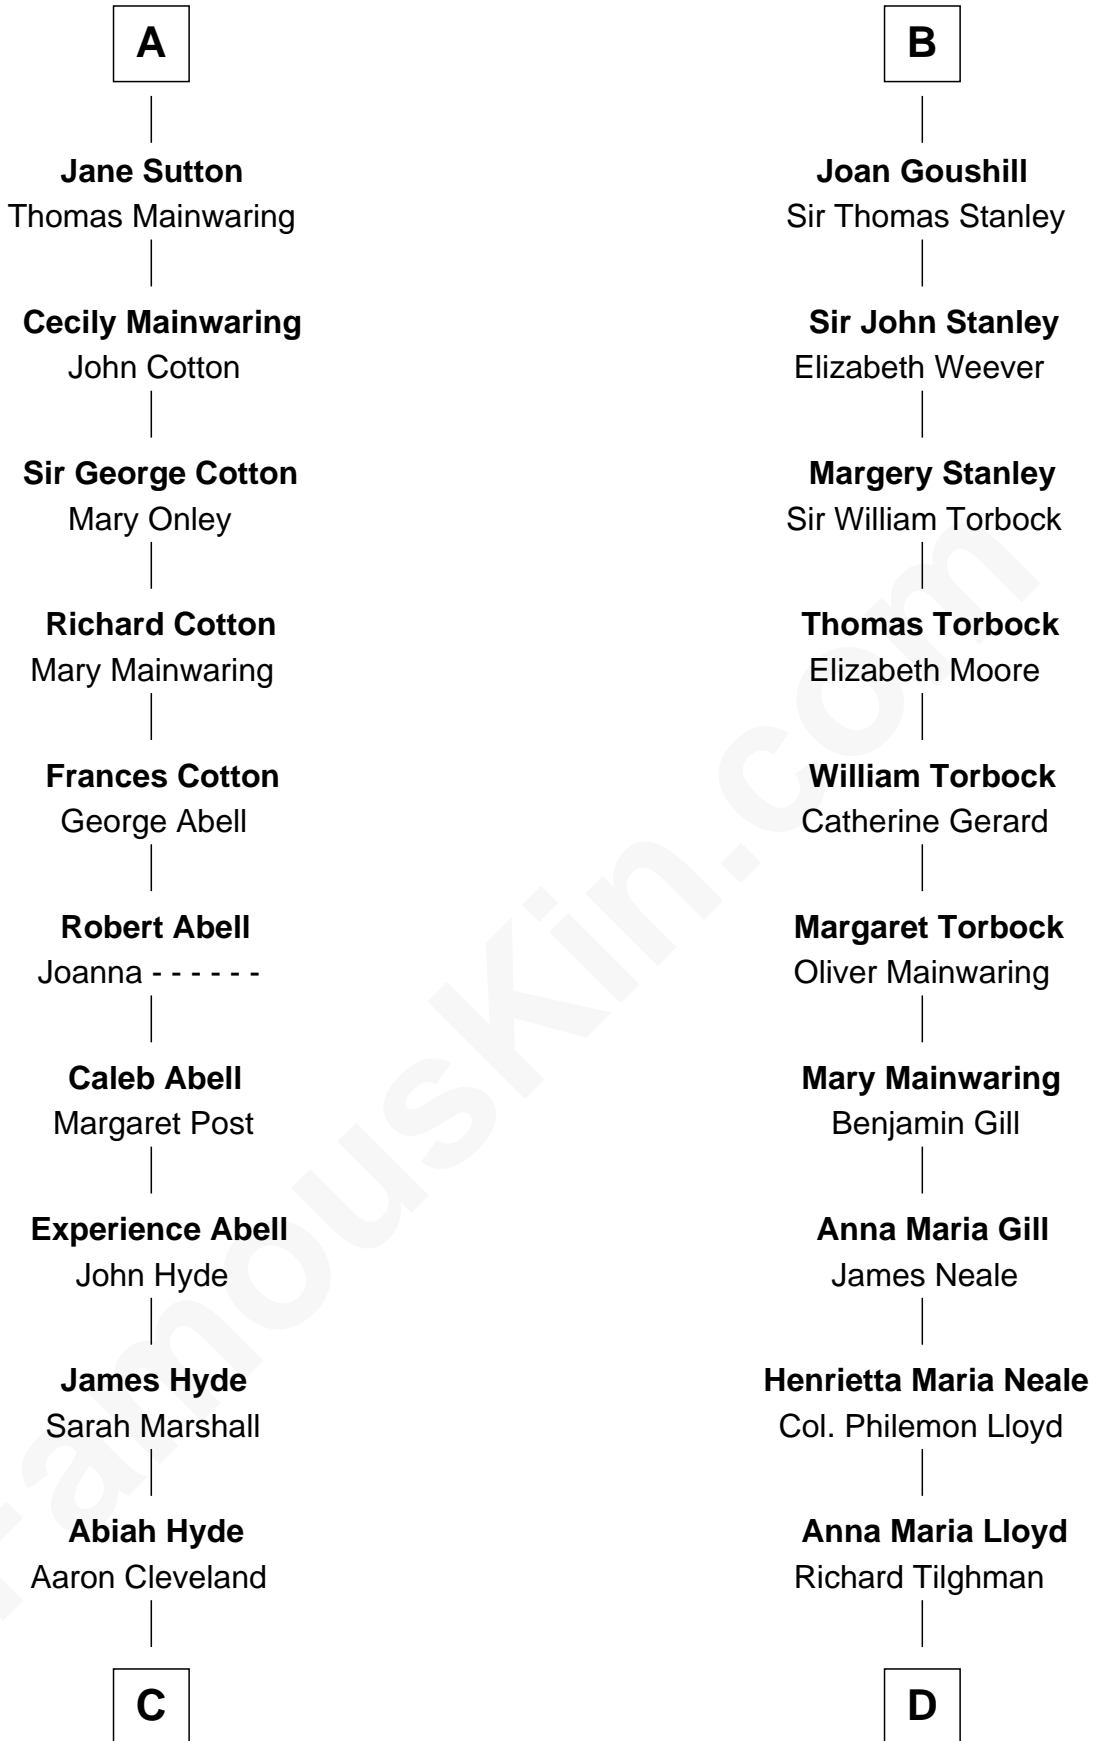 A
Jane Sutton
Thomas Mainwaring
Cecily Mainwaring
John Cotton
Sir George Cotton
Mary Onley
Richard Cotton
Mary Mainwaring
Frances Cotton
George Abell
Robert Abell
Joanna - - - - - -
Caleb Abell
Margaret Post
Experience Abell
John Hyde
James Hyde
Sarah Marshall
Abiah Hyde
Aaron Cleveland
C
B
Joan Goushill
Sir Thomas Stanley
Sir John Stanley
Elizabeth Weever
Margery Stanley
Sir William Torbock
Thomas Torbock
Elizabeth Moore
William Torbock
Catherine Gerard
Margaret Torbock
Oliver Mainwaring
Mary Mainwaring
Benjamin Gill
Anna Maria Gill
James Neale
Henrietta Maria Neale
Col. Philemon Lloyd
Anna Maria Lloyd
Richard Tilghman
D
FamousKin.com